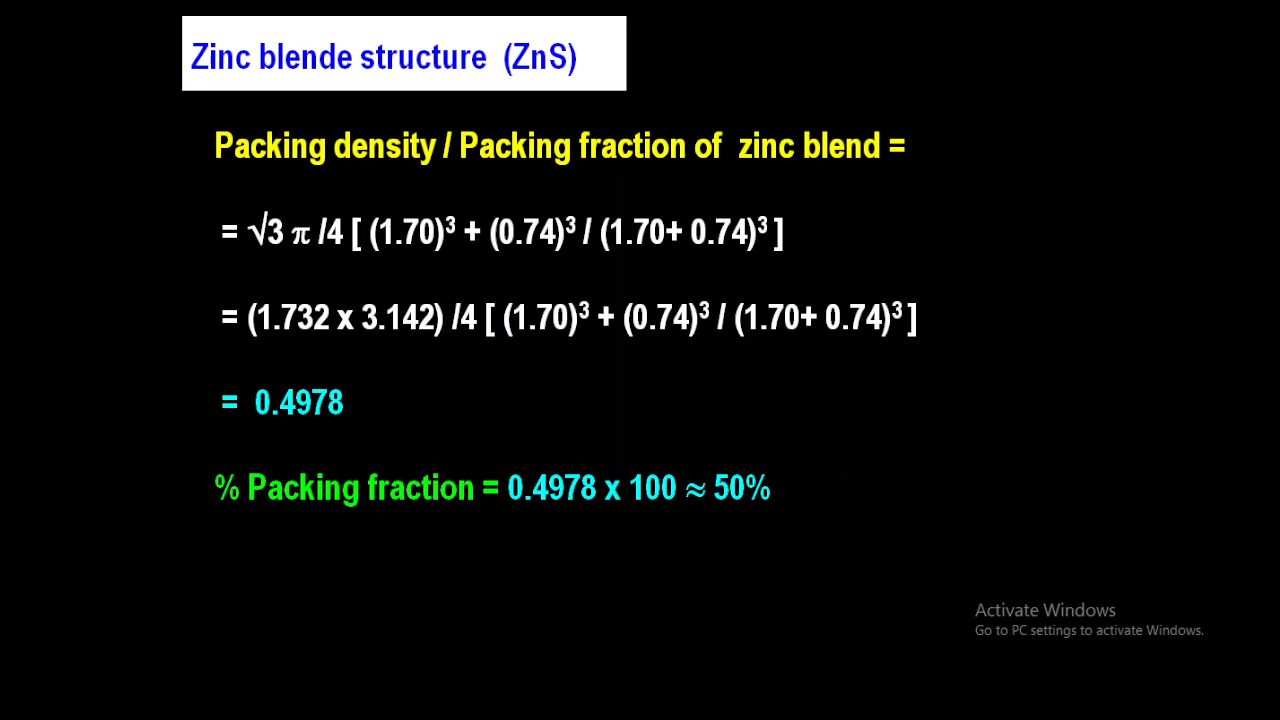 Zinc blende structure (ZnS)
Packing density / Packing fraction of zinc blend =
= √3 π /4 [ (1.70)³ + (0.74)³ / (1.70+ 0.74)³ ]
= (1.732 x 3.142) /4 [ (1.70)³ + (0.74)³ / (1.70+ 0.74)³ ]
= 0.4978
% Packing fraction = 0.4978 x 100 ≈ 50%
Activate Windows
Go to PC settings to activate Windows.